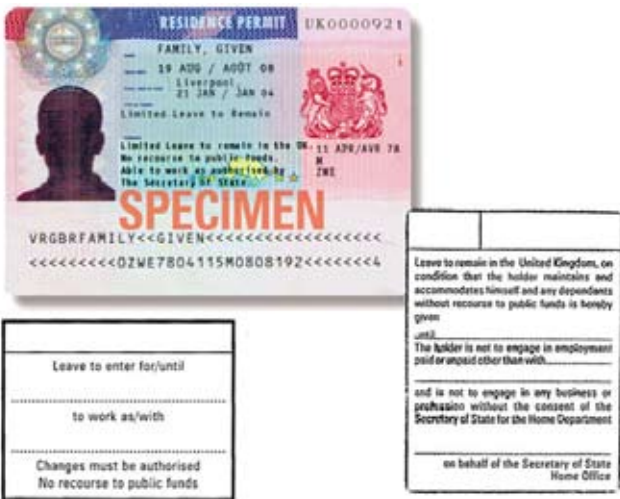 RESIDENCE PERMIT UK0000921
FAMILY, GIVEN
19 AUG / AOÛT 08
Liverpool
21 JAN / JAN 04
Limited Leave to Remain
Limited Leave to remain in the UK
No recourse to public funds.
Able to work as authorised by
The Secretary of State.
11 APR/AVR 78
M
ZWE
SPECIMEN
VRGBRFAMILY<<GIVEN<<<<<<<<<<<<<<<<<<
<<<<<<<<<0ZWE7804115M0808192<<<<<<<4
Leave to enter for/until
to work as/with
Changes must be authorised
No recourse to public funds
Leave to remain in the United Kingdom, on
condition that the holder maintains and
accommodates himself and any dependants
without recourse to public funds is hereby
given
until
The holder is not to engage in employment
paid or unpaid other than with
and is not to engage in any business or
profession without the consent of the
Secretary of State for the Home Department
on behalf of the Secretary of State
Home Office